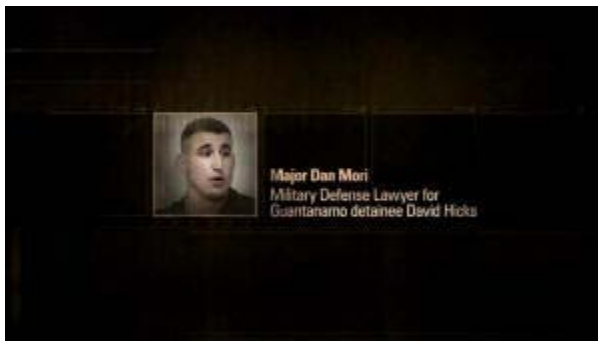 Major Dan Mori
Military Defense Lawyer for
Guantanamo detainee David Hicks